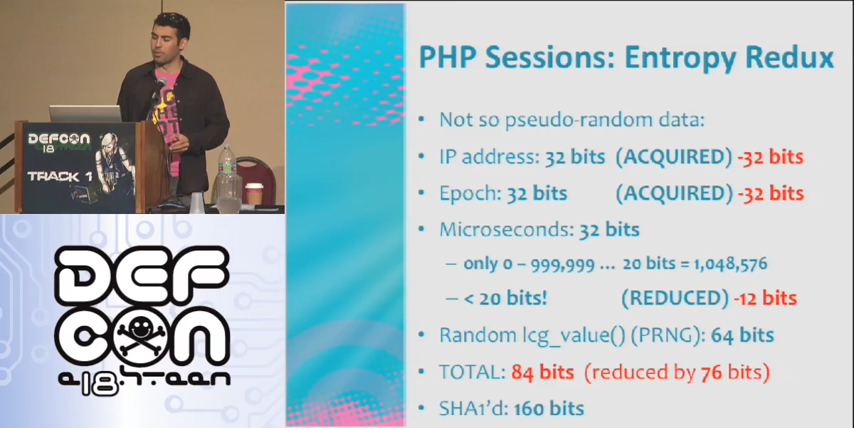 DEFCON
18
TRACK 1
DEF
CON
e18hteen
PHP Sessions: Entropy Redux
• Not so pseudo-random data:
• IP address: 32 bits (ACQUIRED) -32 bits
• Epoch: 32 bits (ACQUIRED) -32 bits
• Microseconds: 32 bits
– only 0 – 999,999 ... 20 bits = 1,048,576
– < 20 bits! (REDUCED) -12 bits
• Random lcg_value() (PRNG): 64 bits
• TOTAL: 84 bits (reduced by 76 bits)
• SHA1'd: 160 bits